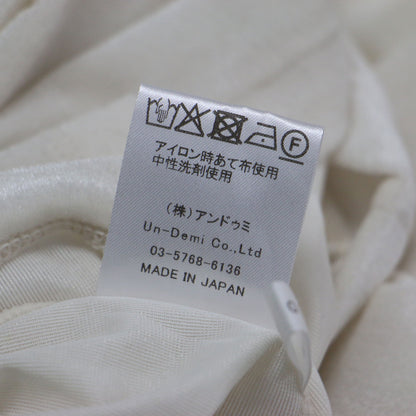 F
アイロン時あて布使用
中性洗剤使用
(株)アンドゥミ
Un-Demi Co.,Ltd
03-5768-6136
MADE IN JAPAN